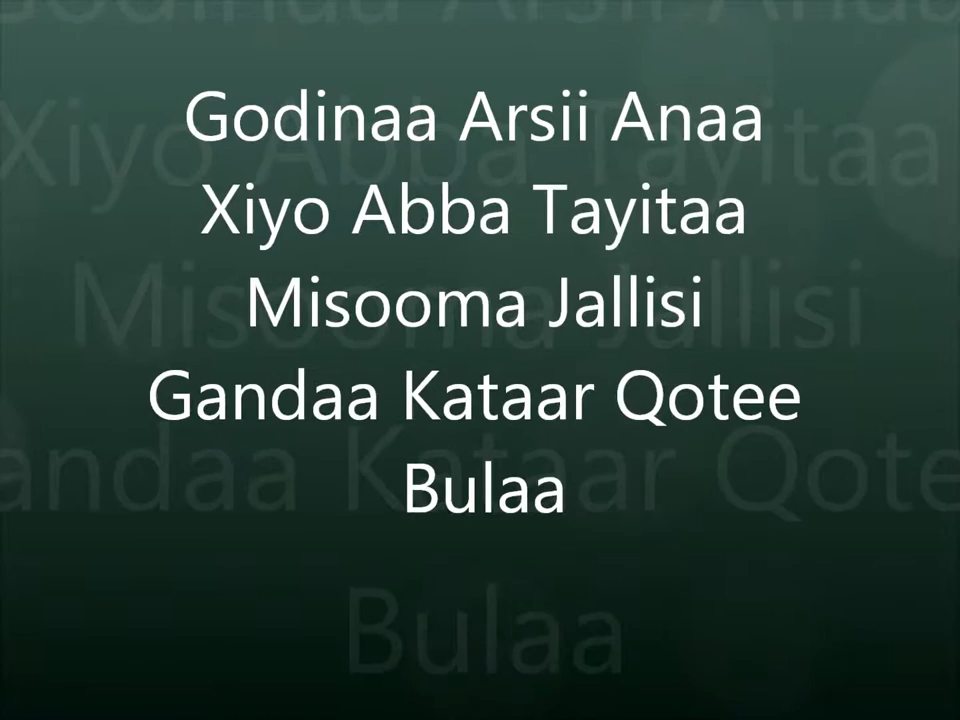 Godinaa Arsii Anaa
Xiyo Abba Tayitaa
Misooma Jallisi
Gandaa Kataar Qotee
Bulaa